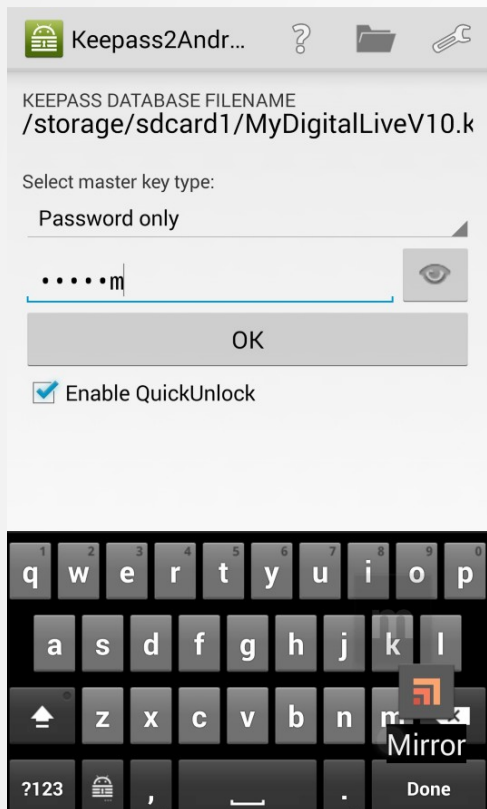 Keepass2Andr...
KEEPASS DATABASE FILENAME
/storage/sdcard1/MyDigitalLiveV10.k
Select master key type:
Password only
•••••m
OK
Enable QuickUnlock
1 2 3 4 5 6 7 8 9 0
q w e r t y u i o p
m
a s d f g h j k l
z x c v b n m
Mirror
?123 , . Done